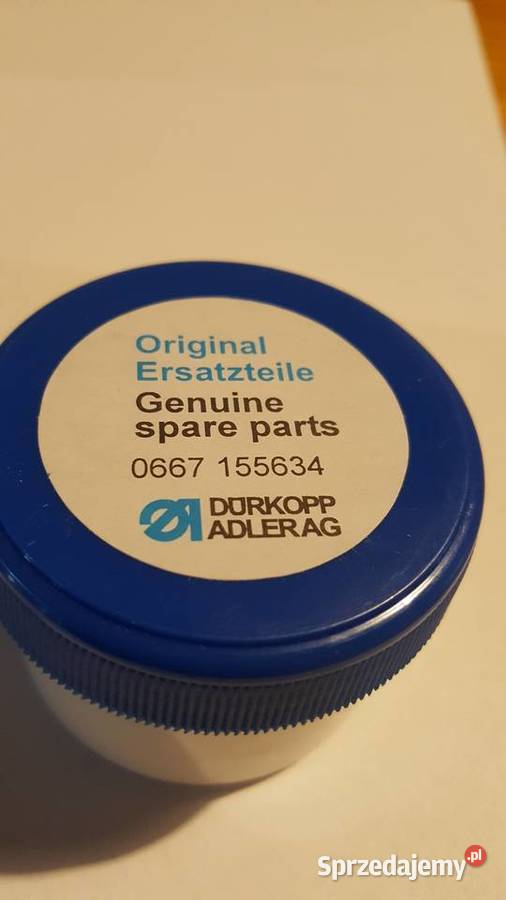 Original
Ersatzteile
Genuine
spare parts
0667 155634
DÜRKOPP
ADLER AG
Sprzedajemy.pl